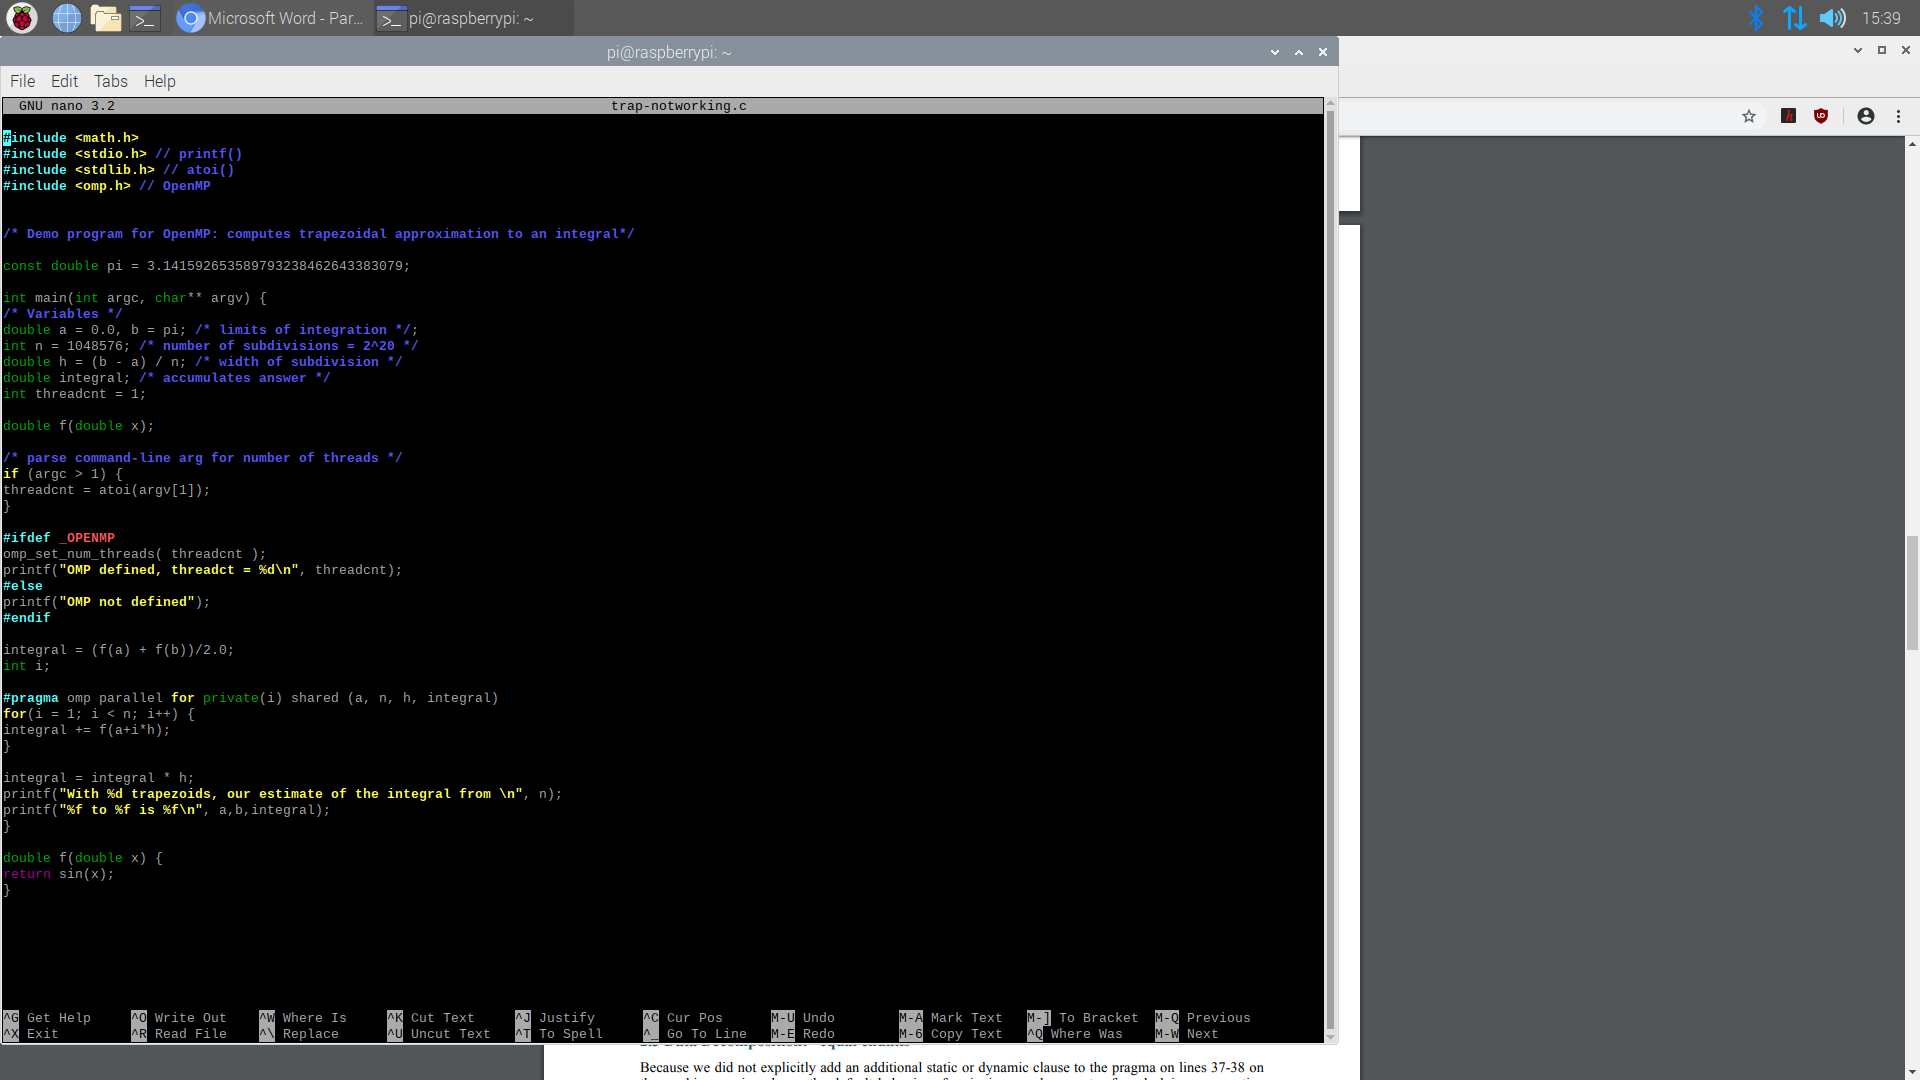 Microsoft Word - Par...
pi@raspberrypi: ~
15:39
pi@raspberrypi: ~
File Edit Tabs Help
GNU nano 3.2 trap-notworking.c
#include <math.h>
#include <stdio.h> // printf()
#include <stdlib.h> // atoi()
#include <omp.h> // OpenMP
/* Demo program for OpenMP: computes trapezoidal approximation to an integral*/
const double pi = 3.141592653589793238462643383079;
int main(int argc, char** argv) {
/* Variables */
double a = 0.0, b = pi; /* limits of integration */;
int n = 1048576; /* number of subdivisions = 2^20 */
double h = (b - a) / n; /* width of subdivision */
double integral; /* accumulates answer */
int threadcnt = 1;
double f(double x);
/* parse command-line arg for number of threads */
if (argc > 1) {
threadcnt = atoi(argv[1]);
}
#ifdef _OPENMP
omp_set_num_threads( threadcnt );
printf("OMP defined, threadct = %d\n", threadcnt);
#else
printf("OMP not defined");
#endif
integral = (f(a) + f(b))/2.0;
int i;
#pragma omp parallel for private(i) shared (a, n, h, integral)
for(i = 1; i < n; i++) {
integral += f(a+i*h);
}
integral = integral * h;
printf("With %d trapezoids, our estimate of the integral from \n", n);
printf("%f to %f is %f\n", a,b,integral);
}
double f(double x) {
return sin(x);
}
^G Get Help ^O Write Out ^W Where Is ^K Cut Text ^J Justify ^C Cur Pos M-U Undo M-A Mark Text M-] To Bracket M-Q Previous
^X Exit ^R Read File ^\ Replace ^U Uncut Text ^T To Spell ^_ Go To Line M-E Redo M-6 Copy Text ^Q Where Was M-W Next
Because we did not explicitly add an additional static or dynamic clause to the pragma on lines 37-38 on